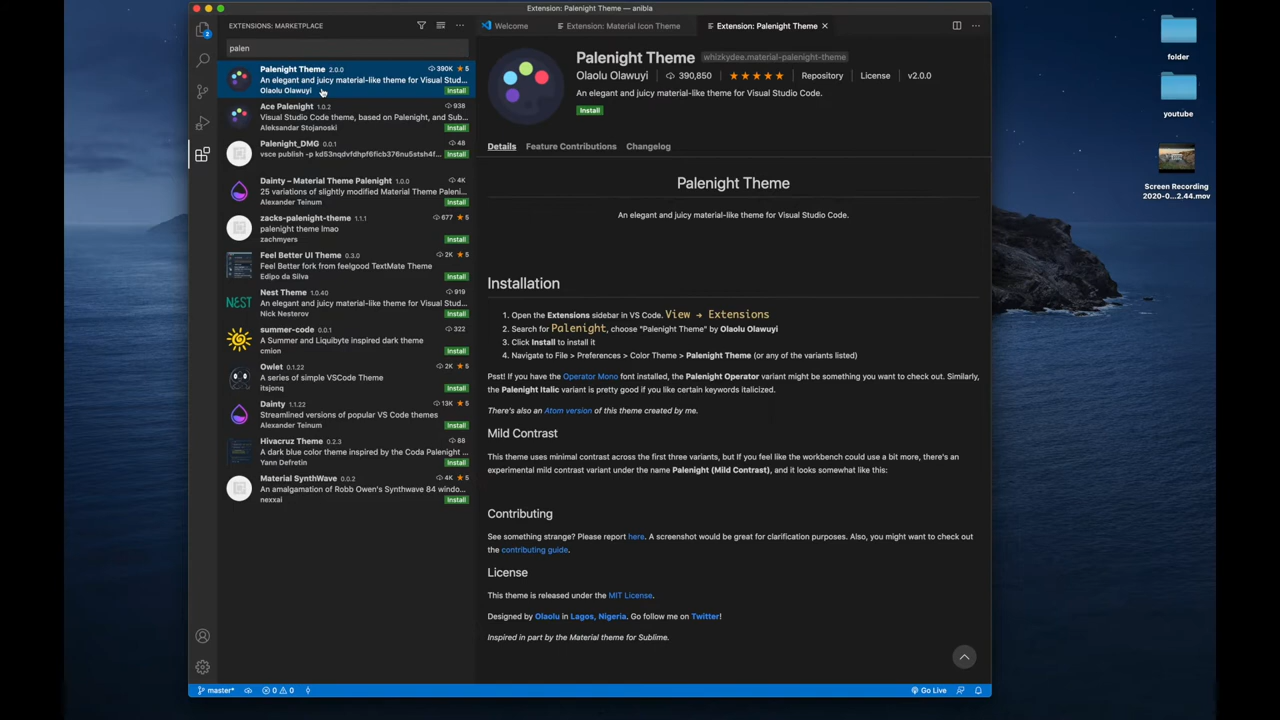 Extension: Palenight Theme — anibla
EXTENSIONS: MARKETPLACE
Welcome
Extension: Material Icon Theme
Extension: Palenight Theme
2
palen
Palenight Theme 2.0.0 390K 5
An elegant and juicy material-like theme for Visual Stud...
Olaolu Olawuyi Install
Ace Palenight 1.0.2 938
Visual Studio Code theme, based on Palenight, and Sub...
Aleksandar Stojanoski Install
Palenight_DMG 0.0.1 48
vsce publish -p kd53nqdvfdhpf6ficb376nu5stsh4f... Install
Dainty – Material Theme Palenight 1.0.0 4K
25 variations of slightly modified Material Theme Paleni...
Alexander Teinum Install
zacks-palenight-theme 1.1.1 677 5
palenight theme lmao
zachmyers Install
Feel Better UI Theme 0.3.0 2K 5
Feel Better fork from feelgood TextMate Theme
Edipo da Silva Install
NEST
Nest Theme 1.0.40 919
An elegant and juicy material-like theme for Visual Stud...
Nick Nesterov Install
summer-code 0.0.1 322
A Summer and Liquibyte inspired dark theme
cmion Install
Owlet 0.1.22 2K 5
A series of simple VSCode Theme
itsjonq Install
Dainty 1.1.22 13K 5
Streamlined versions of popular VS Code themes
Alexander Teinum Install
Hivacruz Theme 0.2.3 88
A dark blue color theme inspired by the Coda Palenight ...
Yann Defretin Install
Material SynthWave 0.0.2 4K 5
An amalgamation of Robb Owen's Synthwave 84 windo...
nexxai Install
Palenight Theme whizkydee.material-palenight-theme
Olaolu Olawuyi 390,850 Repository License v2.0.0
An elegant and juicy material-like theme for Visual Studio Code.
Install
Details Feature Contributions Changelog
Palenight Theme
An elegant and juicy material-like theme for Visual Studio Code.
Installation
1. Open the Extensions sidebar in VS Code. View → Extensions
2. Search for Palenight, choose "Palenight Theme" by Olaolu Olawuyi
3. Click Install to install it
4. Navigate to File > Preferences > Color Theme > Palenight Theme (or any of the variants listed)
Psst! If you have the Operator Mono font installed, the Palenight Operator variant might be something you want to check out. Similarly,
the Palenight Italic variant is pretty good if you like certain keywords italicized.
There's also an Atom version of this theme created by me.
Mild Contrast
This theme uses minimal contrast across the first three variants, but If you feel like the workbench could use a bit more, there's an
experimental mild contrast variant under the name Palenight (Mild Contrast), and it looks somewhat like this:
Contributing
See something strange? Please report here. A screenshot would be great for clarification purposes. Also, you might want to check out
the contributing guide.
License
This theme is released under the MIT License.
Designed by Olaolu in Lagos, Nigeria. Go follow me on Twitter!
Inspired in part by the Material theme for Sublime.
master* 0 0 Go Live
folder
youtube
Screen Recording
2020-0...2.44.mov